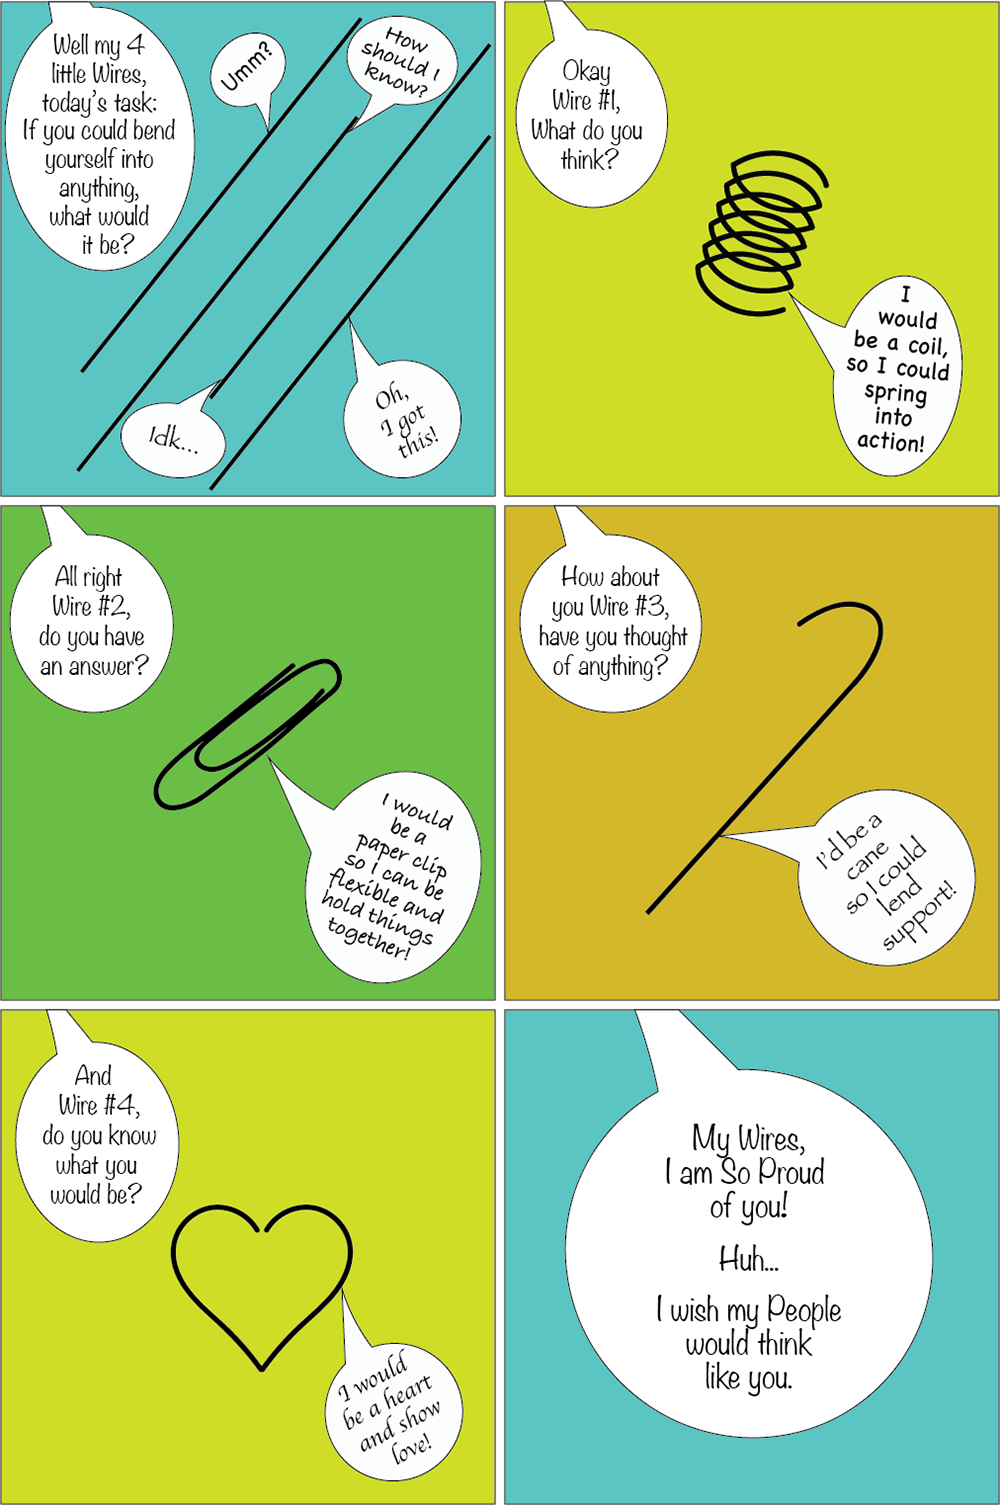 Well my 4
little Wires,
today's task:
If you could bend
yourself into
anything,
what would
it be?
Umm?
How
should I
know?
Idk...
Oh,
I got
this!
Okay
Wire #1,
What do you
think?
I
would
be a coil,
so I could
spring
into
action!
All right
Wire #2,
do you have
an answer?
I would
be a
paper clip
so I can be
flexible and
hold things
together!
How about
you Wire #3,
have you thought
of anything?
I'd be a
cane
so I could
lend
support!
And
Wire #4,
do you know
what you
would be?
I would
be a heart
and show
love!
My Wires,
I am So Proud
of you!
Huh...
I wish my People
would think
like you.